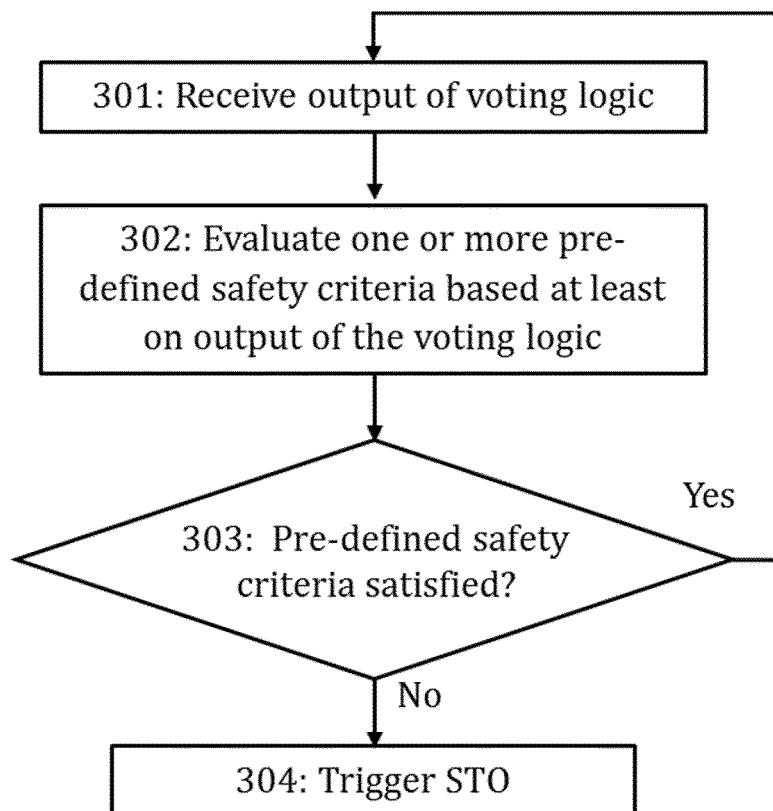 301: Receive output of voting logic
302: Evaluate one or more pre-
defined safety criteria based at least
on output of the voting logic
Yes
303: Pre-defined safety
criteria satisfied?
No
304: Trigger STO